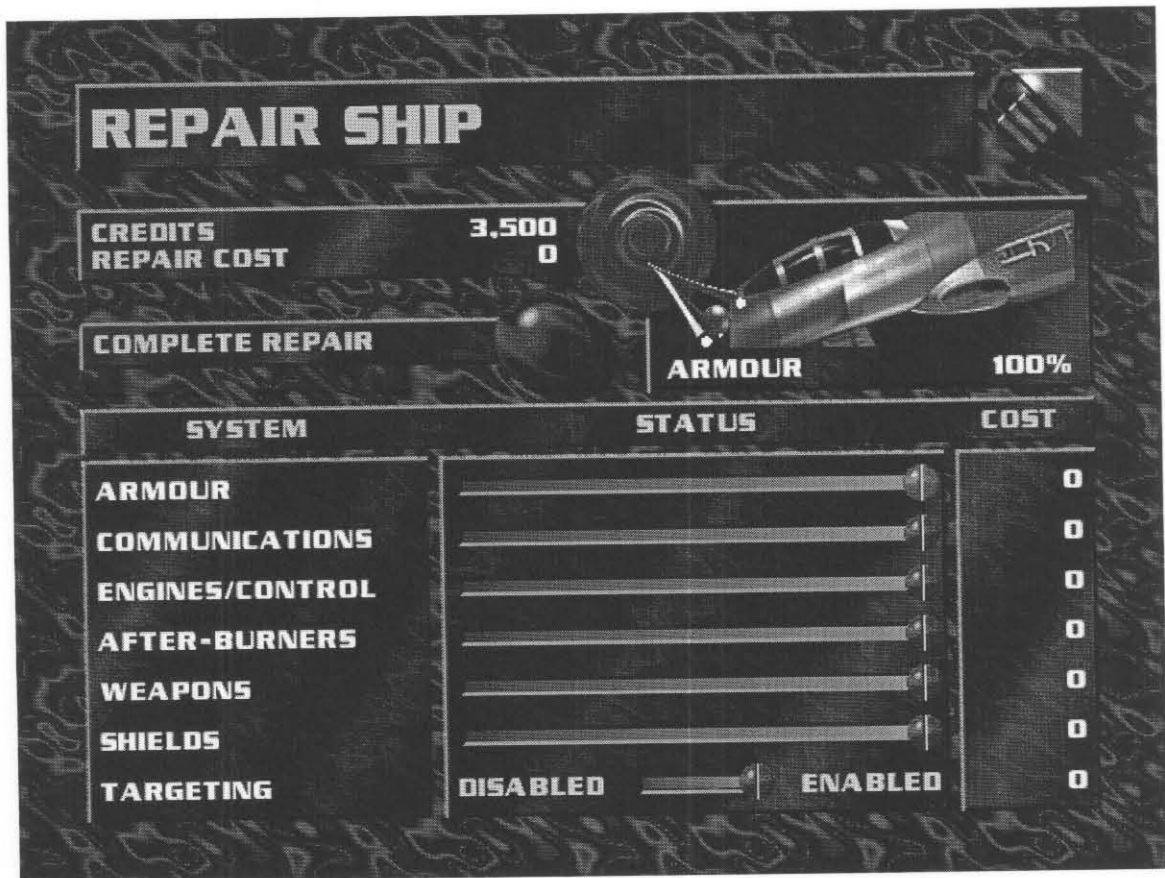 REPAIR SHIP
CREDITS 3,500
REPAIR COST 0
COMPLETE REPAIR
ARMOUR 100%
SYSTEM STATUS COST
ARMOUR 0
COMMUNICATIONS 0
ENGINES/CONTROL 0
AFTER-BURNERS 0
WEAPONS 0
SHIELDS 0
TARGETING DISABLED ENABLED 0